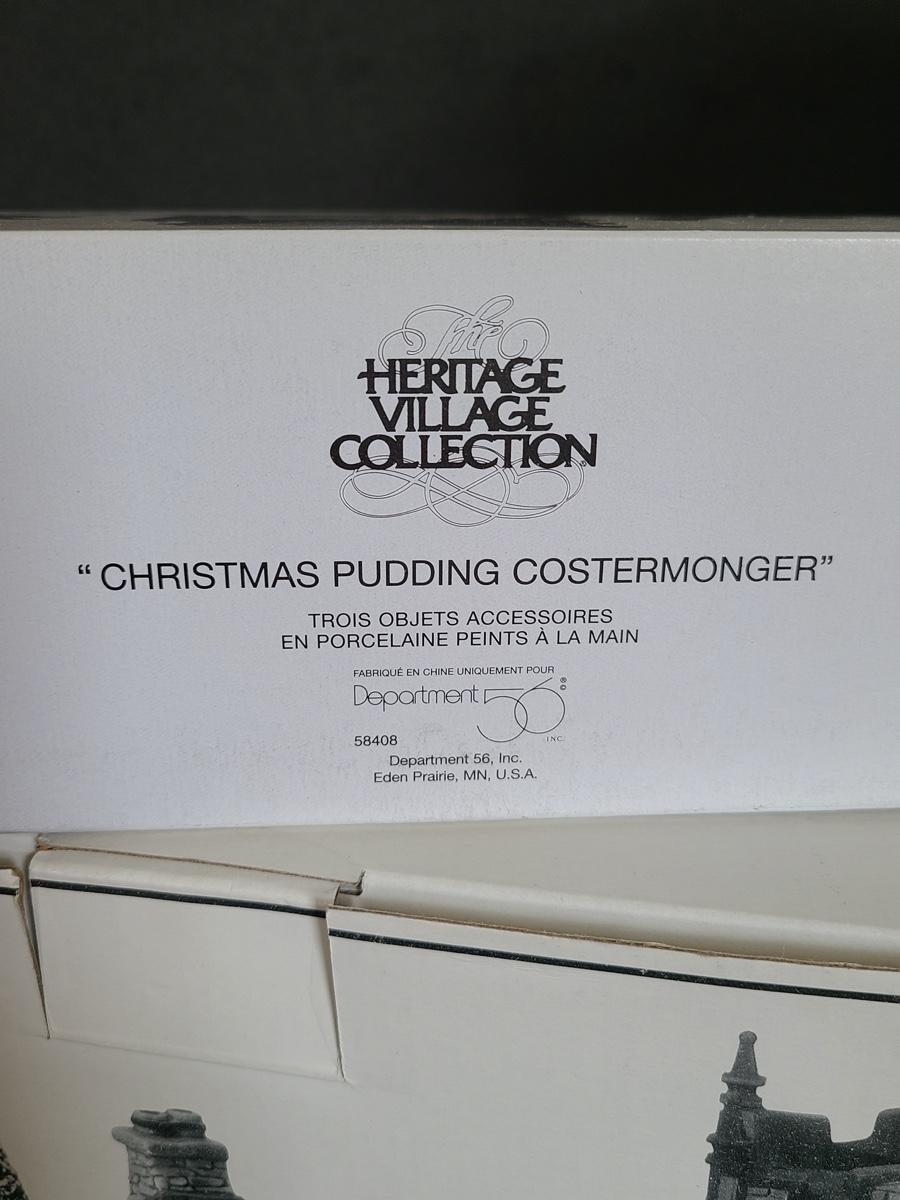 The
HERITAGE
VILLAGE
COLLECTION®
“CHRISTMAS PUDDING COSTERMONGER”
TROIS OBJETS ACCESSOIRES
EN PORCELAINE PEINTS À LA MAIN
FABRIQUÉ EN CHINE UNIQUEMENT POUR
Department 56 ® ©
58408 INC.
Department 56, Inc.
Eden Prairie, MN, U.S.A.